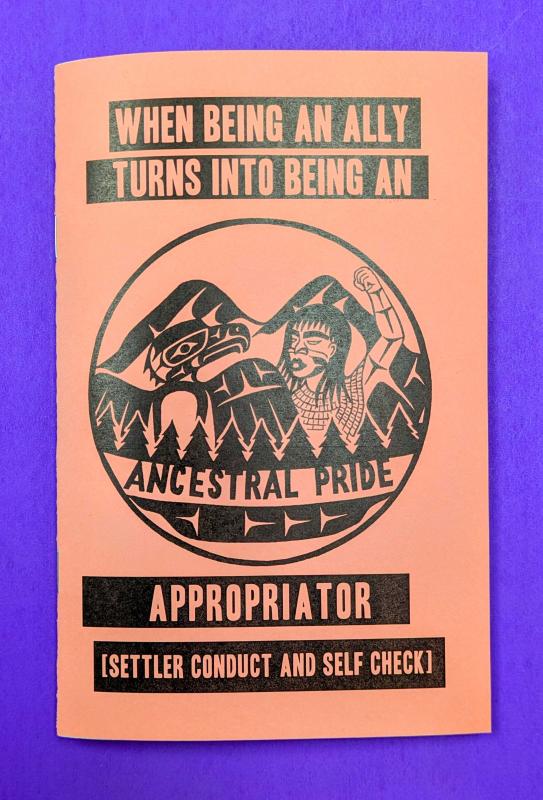 WHEN BEING AN ALLY
TURNS INTO BEING AN
ANCESTRAL PRIDE
APPROPRIATOR
[SETTLER CONDUCT AND SELF CHECK]